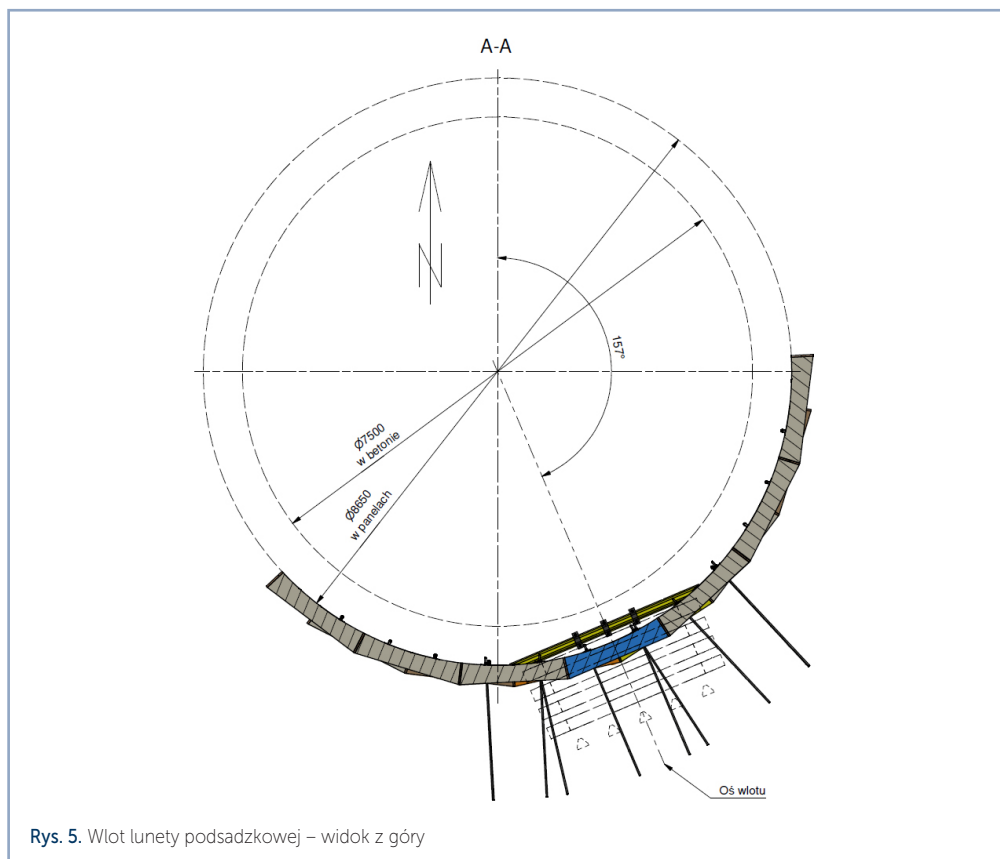 A-A
N
157°
Ø7500
w betonie
Ø8650
w panelach
Oś wlotu
Rys. 5. Wlot lunety podsadzkowej – widok z góry